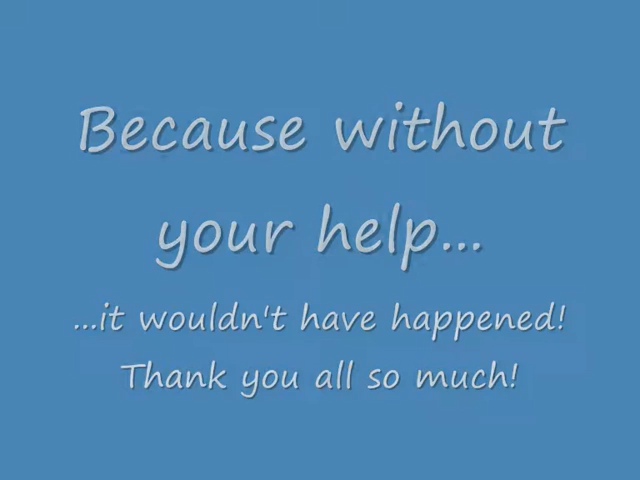 Because without
your help...
...it wouldn't have happened!
Thank you all so much!